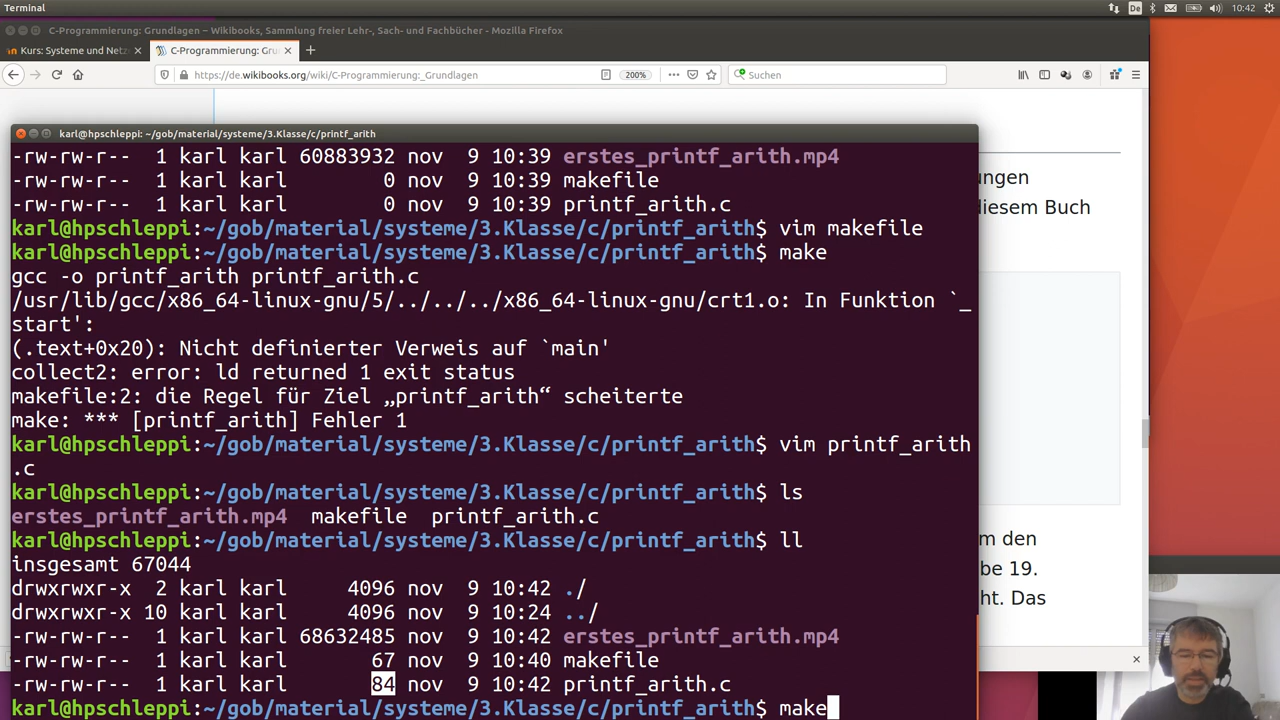 Terminal
De
10:42
C-Programmierung: Grundlagen – Wikibooks, Sammlung freier Lehr-, Sach- und Fachbücher - Mozilla Firefox
Kurs: Systeme und Netz
C-Programmierung: Gru
https://de.wikibooks.org/wiki/C-Programmierung:_Grundlagen
200%
Suchen
ungen
diesem Buch
m den
be 19.
ht. Das
karl@hpschleppi: ~/gob/material/systeme/3.Klasse/c/printf_arith
-rw-rw-r-- 1 karl karl 60883932 nov 9 10:39 erstes_printf_arith.mp4
-rw-rw-r-- 1 karl karl 0 nov 9 10:39 makefile
-rw-rw-r-- 1 karl karl 0 nov 9 10:39 printf_arith.c
karl@hpschleppi:~/gob/material/systeme/3.Klasse/c/printf_arith$ vim makefile
karl@hpschleppi:~/gob/material/systeme/3.Klasse/c/printf_arith$ make
gcc -o printf_arith printf_arith.c
/usr/lib/gcc/x86_64-linux-gnu/5/../../../x86_64-linux-gnu/crt1.o: In Funktion `_
start':
(.text+0x20): Nicht definierter Verweis auf `main'
collect2: error: ld returned 1 exit status
makefile:2: die Regel für Ziel „printf_arith“ scheiterte
make: *** [printf_arith] Fehler 1
karl@hpschleppi:~/gob/material/systeme/3.Klasse/c/printf_arith$ vim printf_arith
.c
karl@hpschleppi:~/gob/material/systeme/3.Klasse/c/printf_arith$ ls
erstes_printf_arith.mp4 makefile printf_arith.c
karl@hpschleppi:~/gob/material/systeme/3.Klasse/c/printf_arith$ ll
insgesamt 67044
drwxrwxr-x 2 karl karl 4096 nov 9 10:42 ./
drwxrwxr-x 10 karl karl 4096 nov 9 10:24 ../
-rw-rw-r-- 1 karl karl 68632485 nov 9 10:42 erstes_printf_arith.mp4
-rw-rw-r-- 1 karl karl 67 nov 9 10:40 makefile
-rw-rw-r-- 1 karl karl 84 nov 9 10:42 printf_arith.c
karl@hpschleppi:~/gob/material/systeme/3.Klasse/c/printf_arith$ make